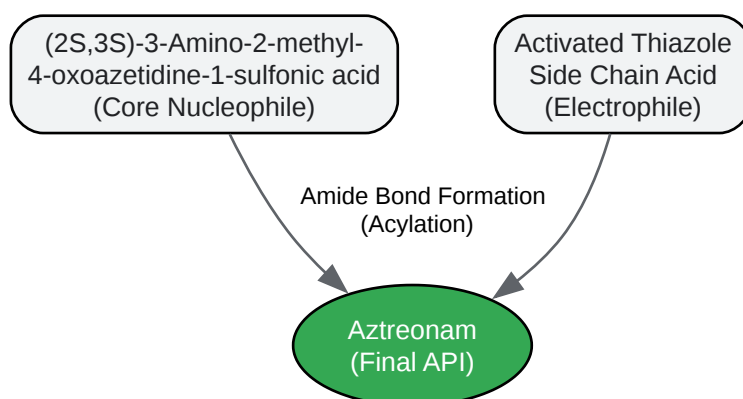 (2S,3S)-3-Amino-2-methyl-
4-oxoazetidine-1-sulfonic acid
(Core Nucleophile)
Activated Thiazole
Side Chain Acid
(Electrophile)
Amide Bond Formation
(Acylation)
Aztreonam
(Final API)